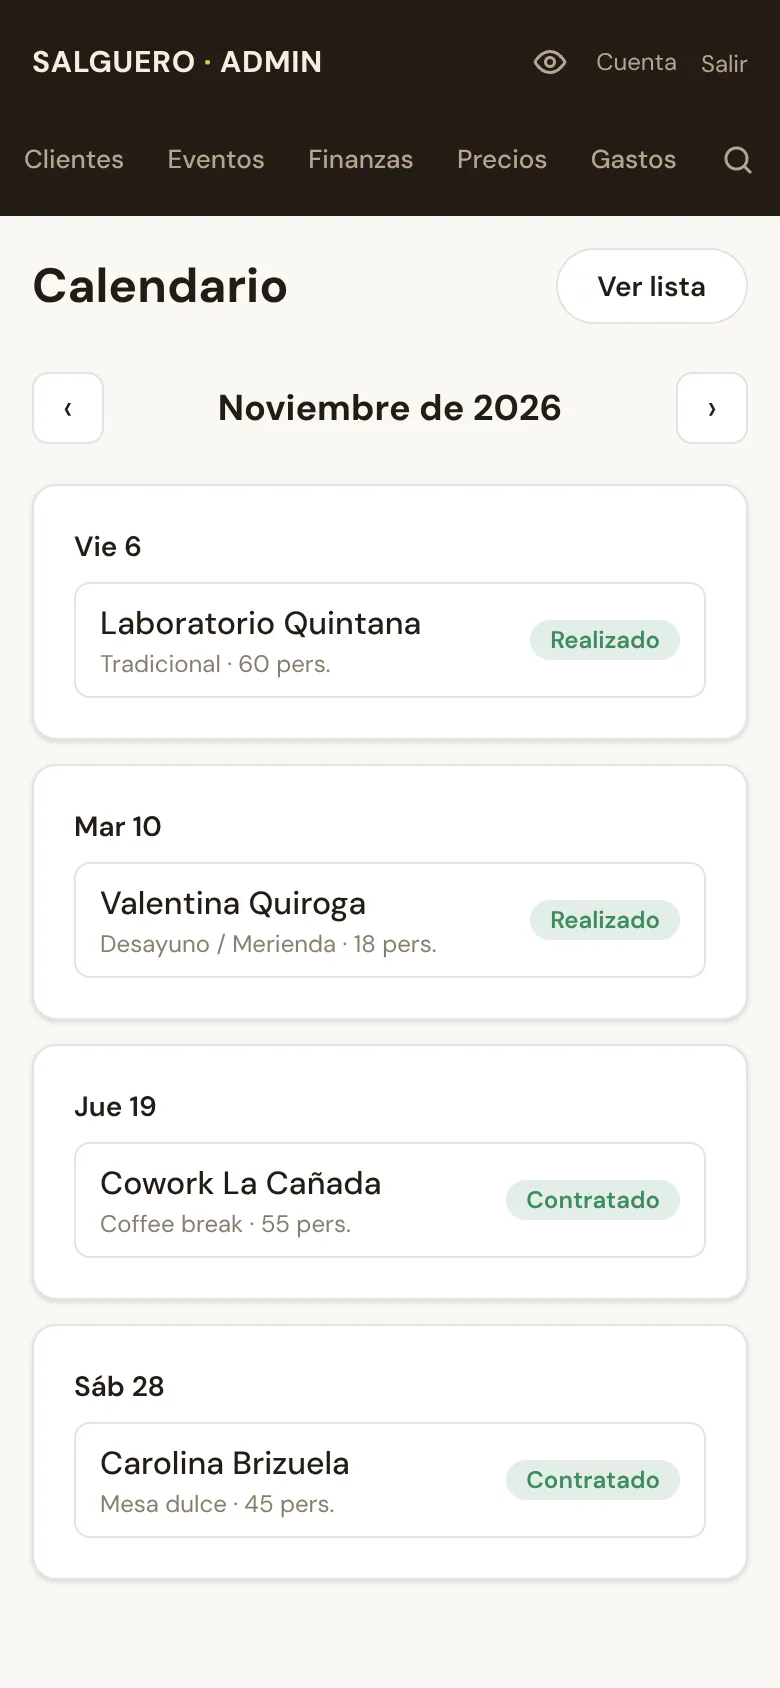 SALGUERO · ADMIN
Cuenta
Salir
Clientes
Eventos
Finanzas
Precios
Gastos
Calendario
Ver lista
‹
Noviembre de 2026
›
Vie 6
Laboratorio Quintana
Tradicional · 60 pers.
Realizado
Mar 10
Valentina Quiroga
Desayuno / Merienda · 18 pers.
Realizado
Jue 19
Cowork La Cañada
Coffee break · 55 pers.
Contratado
Sáb 28
Carolina Brizuela
Mesa dulce · 45 pers.
Contratado